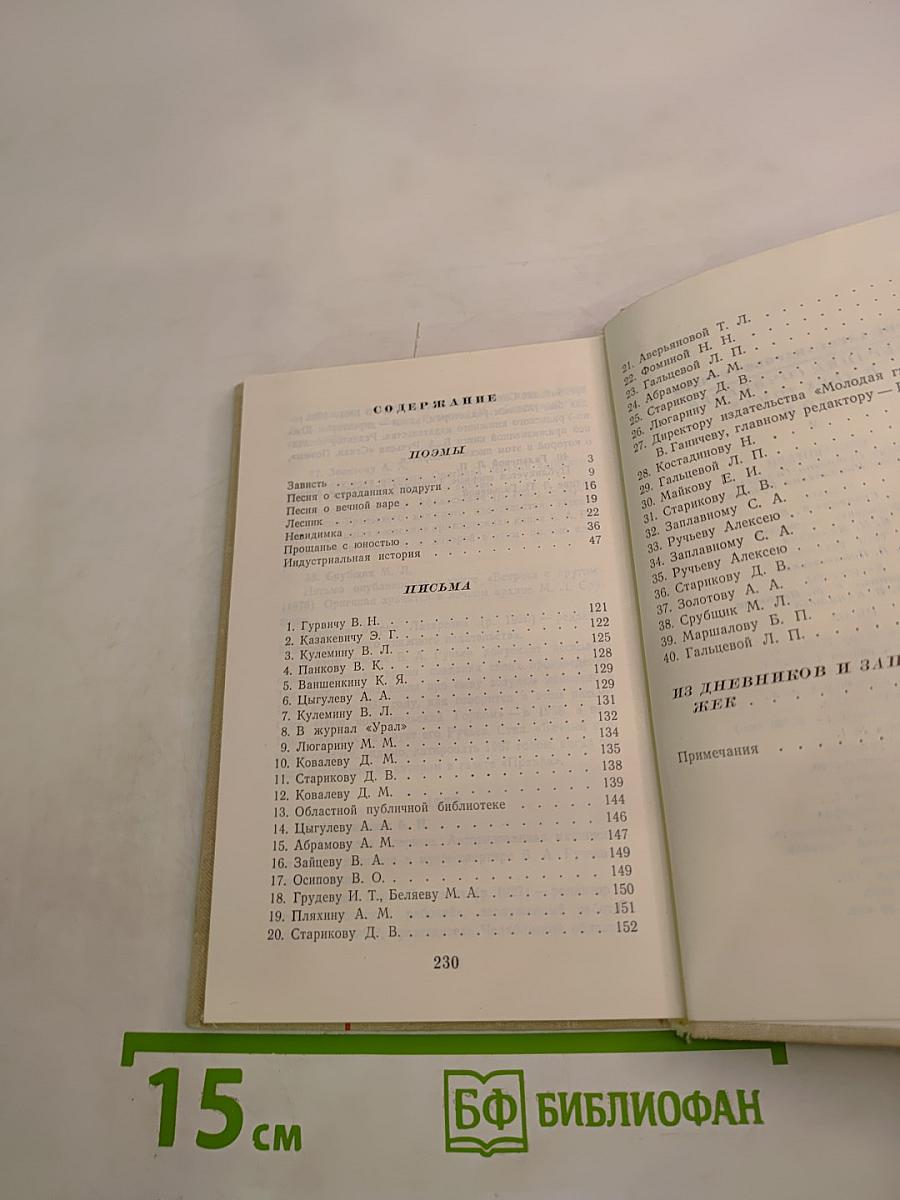 СОДЕРЖАНИЕ
ПОЭМЫ
Зависть . . . . . . . . . . . . . . . 3
Песня о страданиях подруги . . . . . . . . 9
Песня о вечной варе . . . . . . . . . . 16
Лесник . . . . . . . . . . . . . . . 19
Невидимка . . . . . . . . . . . . . . 22
Прощанье с юностью . . . . . . . . . . 36
Индустриальная история . . . . . . . . . 47
ПИСЬМА
1. Гурвичу В. Н. . . . . . . . . . . . . 121
2. Казакевичу Э. Г. . . . . . . . . . . . 122
3. Кулемину В. Л. . . . . . . . . . . . 125
4. Панкову В. К. . . . . . . . . . . . . 128
5. Ваншенкину К. Я. . . . . . . . . . . 129
6. Цыгулеву А. А. . . . . . . . . . . . 129
7. Кулемину В. Л. . . . . . . . . . . . 131
8. В журнал «Урал» . . . . . . . . . . . 132
9. Люгарину М. М. . . . . . . . . . . . 134
10. Ковалеву Д. М. . . . . . . . . . . . 135
11. Старикову Д. В. . . . . . . . . . . . 138
12. Ковалеву Д. М. . . . . . . . . . . . 139
13. Областной публичной библиотеке . . . . . 144
14. Цыгулеву А. А. . . . . . . . . . . . 146
15. Абрамову А. М. . . . . . . . . . . . 147
16. Зайцеву В. А. . . . . . . . . . . . . 149
17. Осипову В. О. . . . . . . . . . . . . 149
18. Грудеву И. Т., Беляеву М. А. . . . . . . 150
19. Пляхину А. М. . . . . . . . . . . . . 151
20. Старикову Д. В. . . . . . . . . . . . 152
230
21. Аверьяновой Т. Л. . . . . . .
22. Фоминой Н. Н. . . . . . .
23. Гальцевой Л. П. . . . . . .
24. Абрамову А. М. . . . . . .
25. Старикову Д. В. . . . . . .
26. Люгарину М. М. . . . . . .
27. Директору издательства «Молодая
В. Ганичеву, главному редактору —
28. Костадинову Н. . . . . . .
29. Гальцевой Л. П. . . . . . .
30. Майкову Е. И. . . . . . .
31. Старикову Д. В. . . . . . .
32. Заплавному С. А. . . . . . .
33. Ручьеву Алексею . . . . . .
34. Заплавному С. А. . . . . . .
35. Ручьеву Алексею . . . . . .
36. Старикову Д. В. . . . . . .
37. Золотову А. А. . . . . . .
38. Срубщик М. Л. . . . . . .
39. Маршалову Б. П. . . . . . .
40. Гальцевой Л. П. . . . . . .
ИЗ ДНЕВНИКОВ И
ЖЕК . . . . . .
Примечания . . . . . .
15 см
БФ БИБЛИОФАН